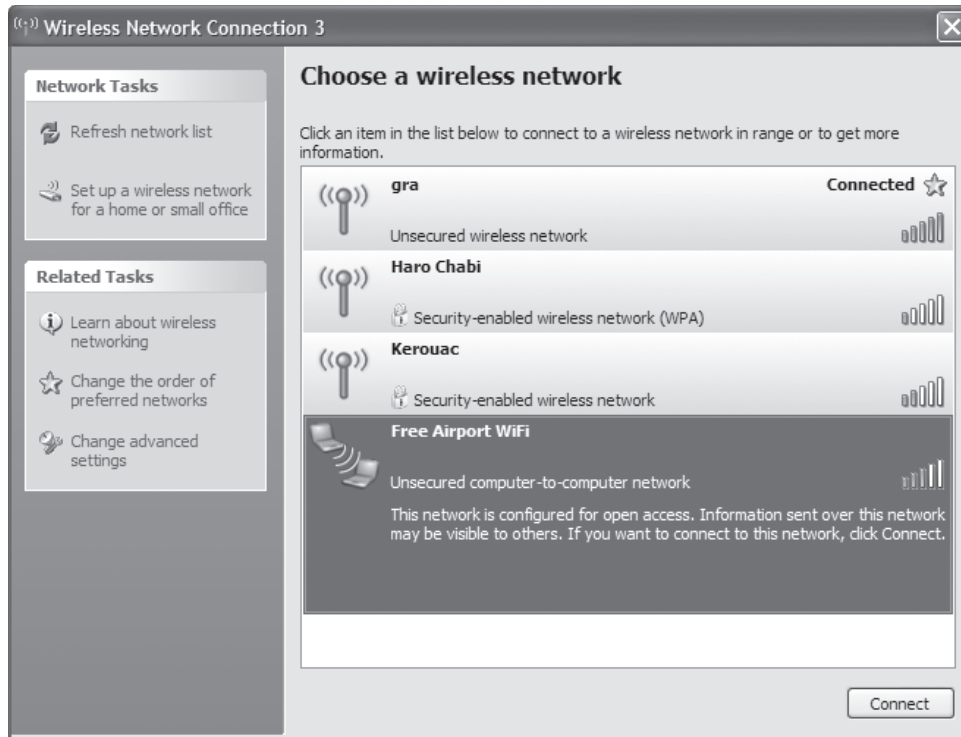 Wireless Network Connection 3
Network Tasks
Refresh network list
Set up a wireless network
for a home or small office
Related Tasks
Learn about wireless
networking
Change the order of
preferred networks
Change advanced
settings
Choose a wireless network
Click an item in the list below to connect to a wireless network in range or to get more
information.
gra
Connected
Unsecured wireless network
Haro Chabi
Security-enabled wireless network (WPA)
Kerouac
Security-enabled wireless network
Free Airport WiFi
Unsecured computer-to-computer network
This network is configured for open access. Information sent over this network
may be visible to others. If you want to connect to this network, click Connect.
Connect